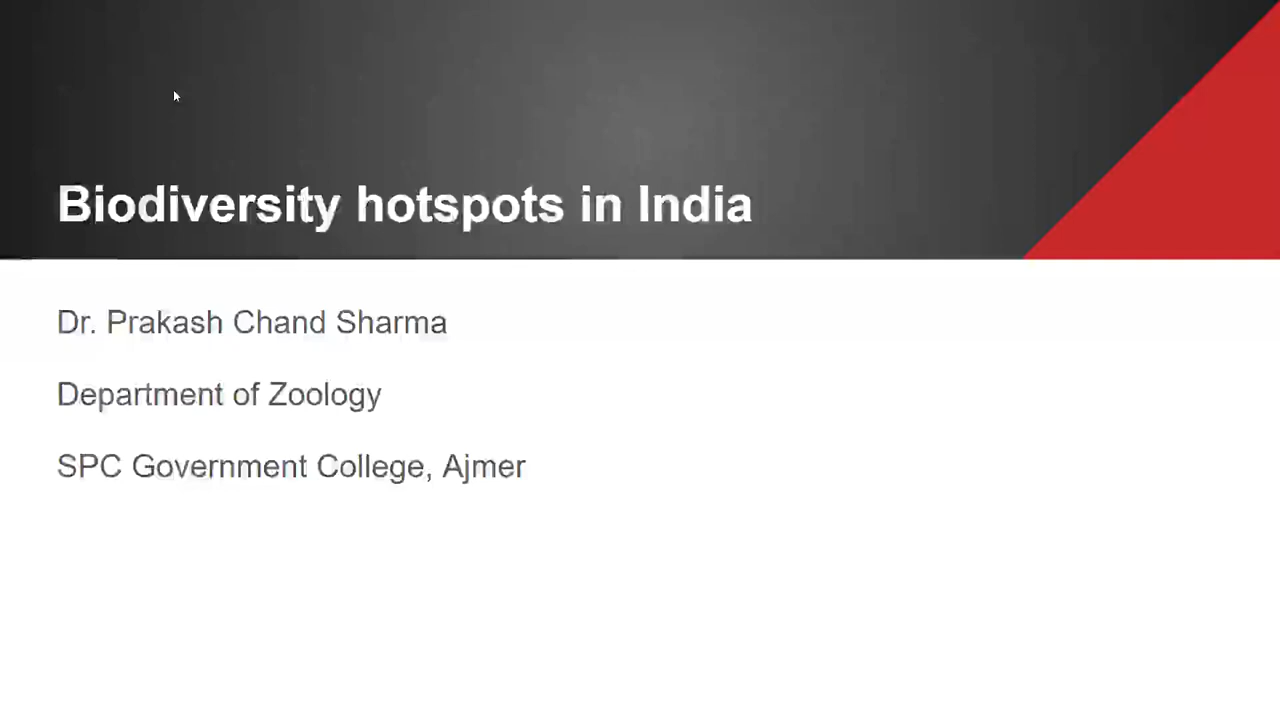 Biodiversity hotspots in India
Dr. Prakash Chand Sharma
Department of Zoology
SPC Government College, Ajmer